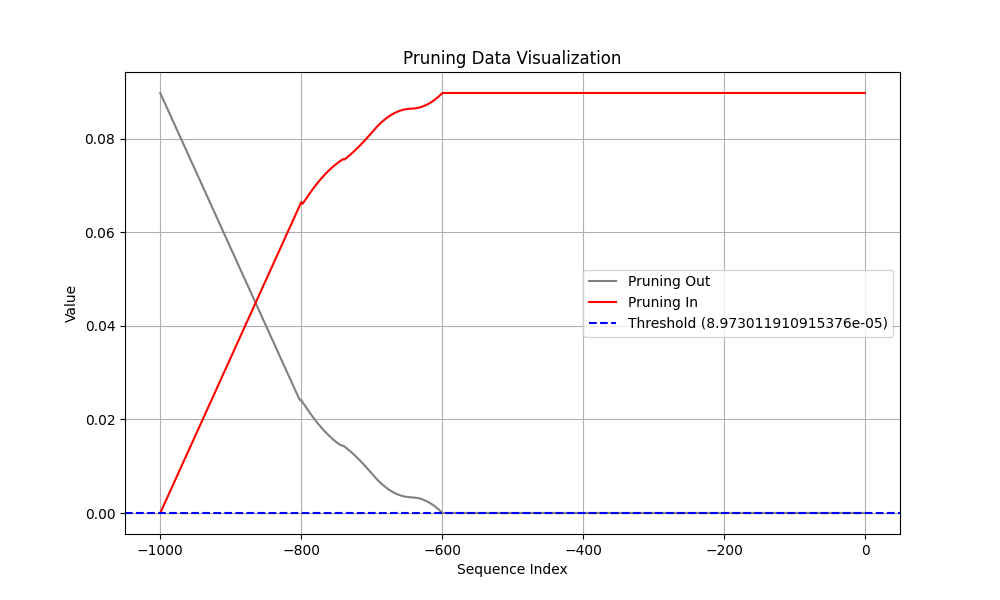 Pruning Data Visualization
Value
0.08
0.06
0.04
0.02
0.00
Pruning Out
Pruning In
Threshold (8.973011910915376e-05)
−1000
−800
−600
−400
−200
0
Sequence Index